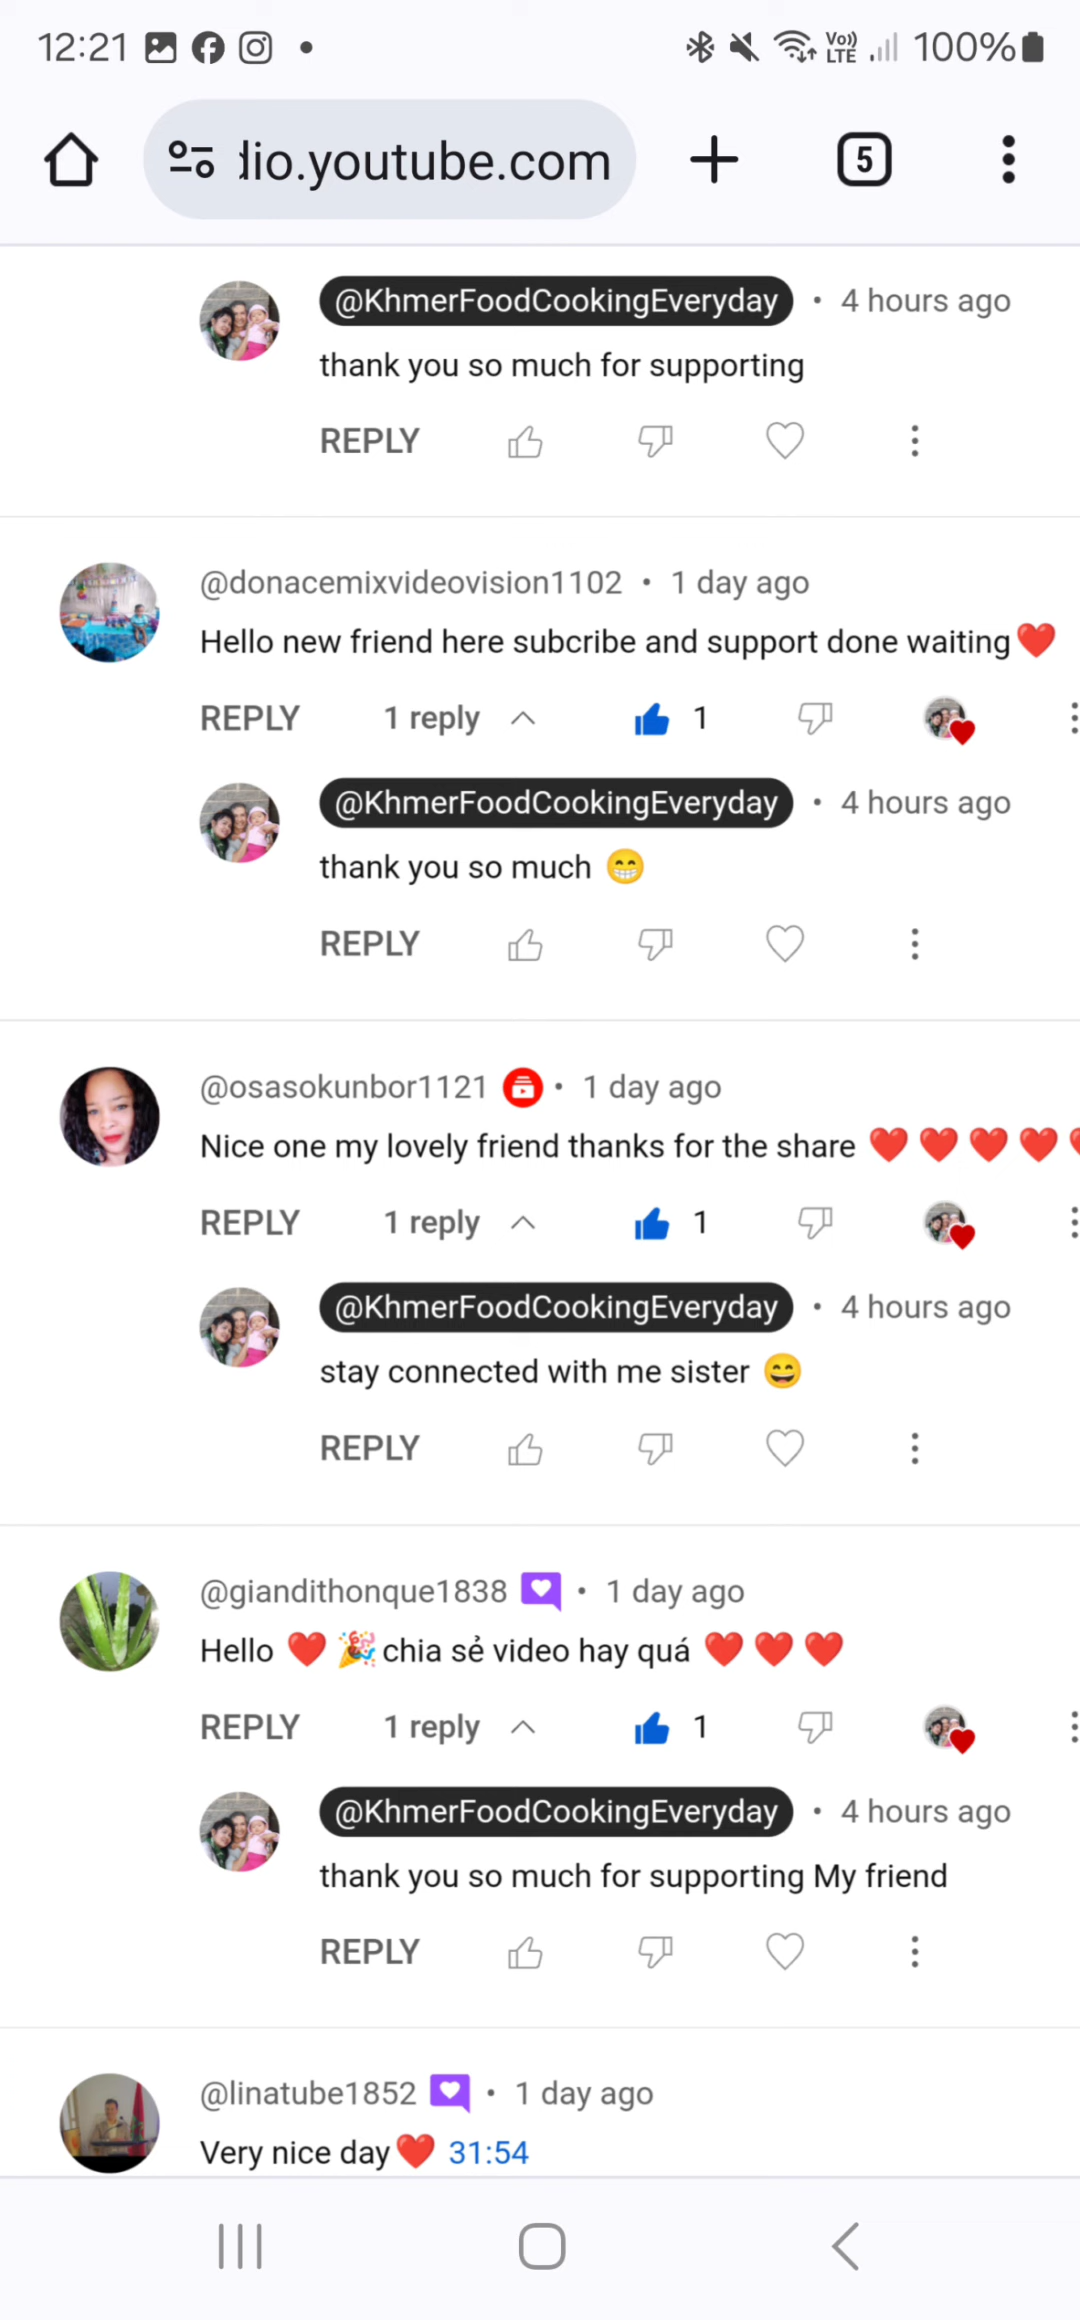 12:21 Vo)) LTE 100%
dio.youtube.com 5
@KhmerFoodCookingEveryday • 4 hours ago
thank you so much for supporting
REPLY
@donacemixvideovision1102 • 1 day ago
Hello new friend here subcribe and support done waiting❤️
REPLY 1 reply 1
@KhmerFoodCookingEveryday • 4 hours ago
thank you so much 😁
REPLY
@osasokunbor1121 • 1 day ago
Nice one my lovely friend thanks for the share ❤️❤️❤️❤️❤️
REPLY 1 reply 1
@KhmerFoodCookingEveryday • 4 hours ago
stay connected with me sister 😄
REPLY
@giandithonque1838 • 1 day ago
Hello ❤️🎉chia sẻ video hay quá ❤️❤️❤️
REPLY 1 reply 1
@KhmerFoodCookingEveryday • 4 hours ago
thank you so much for supporting My friend
REPLY
@linatube1852 • 1 day ago
Very nice day❤️ 31:54